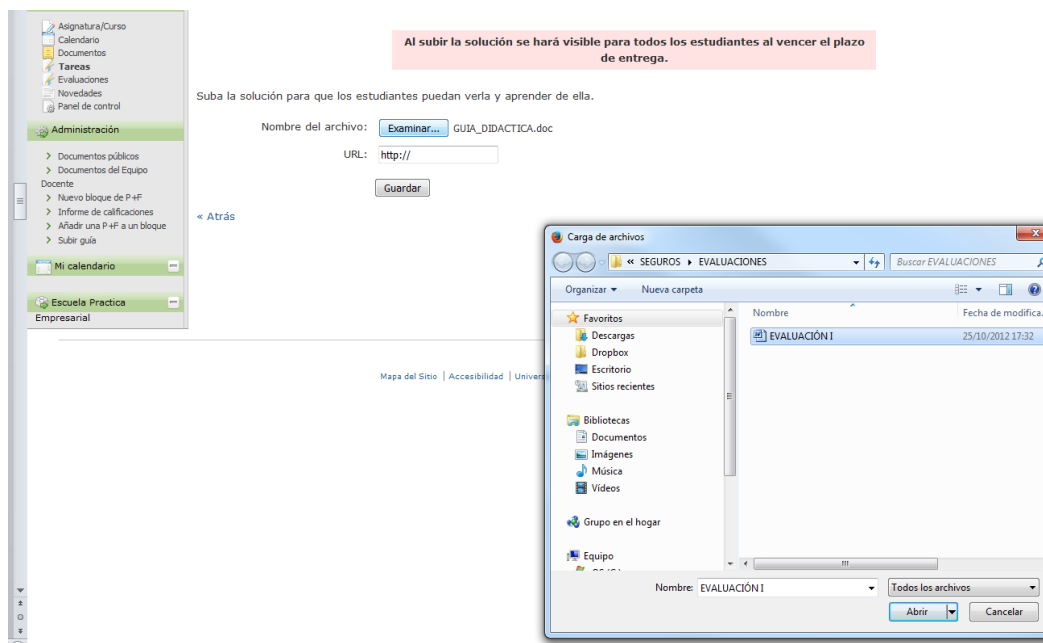 Asignatura/Curso
Calendario
Documentos
Tareas
Evaluaciones
Novedades
Panel de control
Administración
> Documentos públicos
> Documentos del Equipo
Docente
> Nuevo bloque de P+F
> Informe de calificaciones
> Añadir una P+F a un bloque
> Subir guía
Mi calendario
Escuela Practica
Empresarial
Al subir la solución se hará visible para todos los estudiantes al vencer el plazo
de entrega.
Suba la solución para que los estudiantes puedan verla y aprender de ella.
Nombre del archivo: Examinar... GUIA_DIDACTICA.doc
URL: http://
Guardar
« Atrás
Mapa del Sitio | Accesibilidad | Univers
Carga de archivos
« SEGUROS ▸ EVALUACIONES
Buscar EVALUACIONES
Organizar ▾ Nueva carpeta
Nombre Fecha de modifica
Favoritos
Descargas
Dropbox
Escritorio
Sitios recientes
Bibliotecas
Documentos
Imágenes
Música
Vídeos
Grupo en el hogar
Equipo
EVALUACIÓN I 25/10/2012 17:32
Nombre: EVALUACIÓN I
Todos los archivos
Abrir
Cancelar